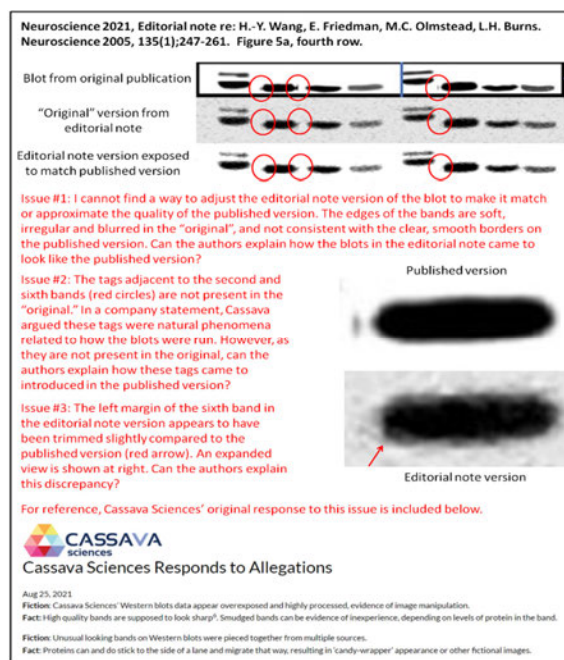 Neuroscience 2021, Editorial note re: H.-Y. Wang, E. Friedman, M.C. Olmstead, L.H. Burns.
Neuroscience 2005, 135(1);247-261.  Figure 5a, fourth row.
Blot from original publication
"Original" version from
editorial note
Editorial note version exposed
to match published version
Issue #1: I cannot find a way to adjust the editorial note version of the blot to make it match
or approximate the quality of the published version. The edges of the bands are soft,
irregular and blurred in the "original", and not consistent with the clear, smooth borders on
the published version. Can the authors explain how the blots in the editorial note came to
look like the published version?
Issue #2: The tags adjacent to the second and
sixth bands (red circles) are not present in the
"original." In a company statement, Cassava
argued these tags were natural phenomena
related to how the blots were run. However, as
they are not present in the original, can the
authors explain how these tags came to
introduced in the published version?
Issue #3: The left margin of the sixth band in
the editorial note version appears to have
been trimmed slightly compared to the
published version (red arrow). An expanded
view is shown at right. Can the authors explain
this discrepancy?
Published version
Editorial note version
For reference, Cassava Sciences' original response to this issue is included below.
CASSAVA
sciences
Cassava Sciences Responds to Allegations
Aug 25, 2021
Fiction: Cassava Sciences' Western blots data appear overexposed and highly processed, evidence of image manipulation.
Fact: High quality bands are supposed to look sharp⁶. Smudged bands can be evidence of inexperience, depending on levels of protein in the band.
Fiction: Unusual looking bands on Western blots were pieced together from multiple sources.
Fact: Proteins can and do stick to the side of a lane and migrate that way, resulting in 'candy-wrapper' appearance or other fictional images.